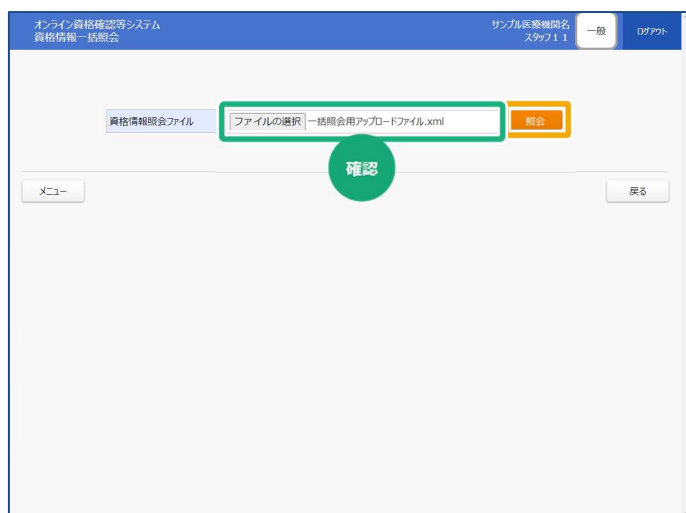 オンライン資格確認等システム
資格情報一括照会
サンプル医療機関名
スタッフ11
一般
ログアウト
資格情報照会ファイル
ファイルの選択 一括照会用アップロードファイル.xml
照会
確認
メニュー
戻る